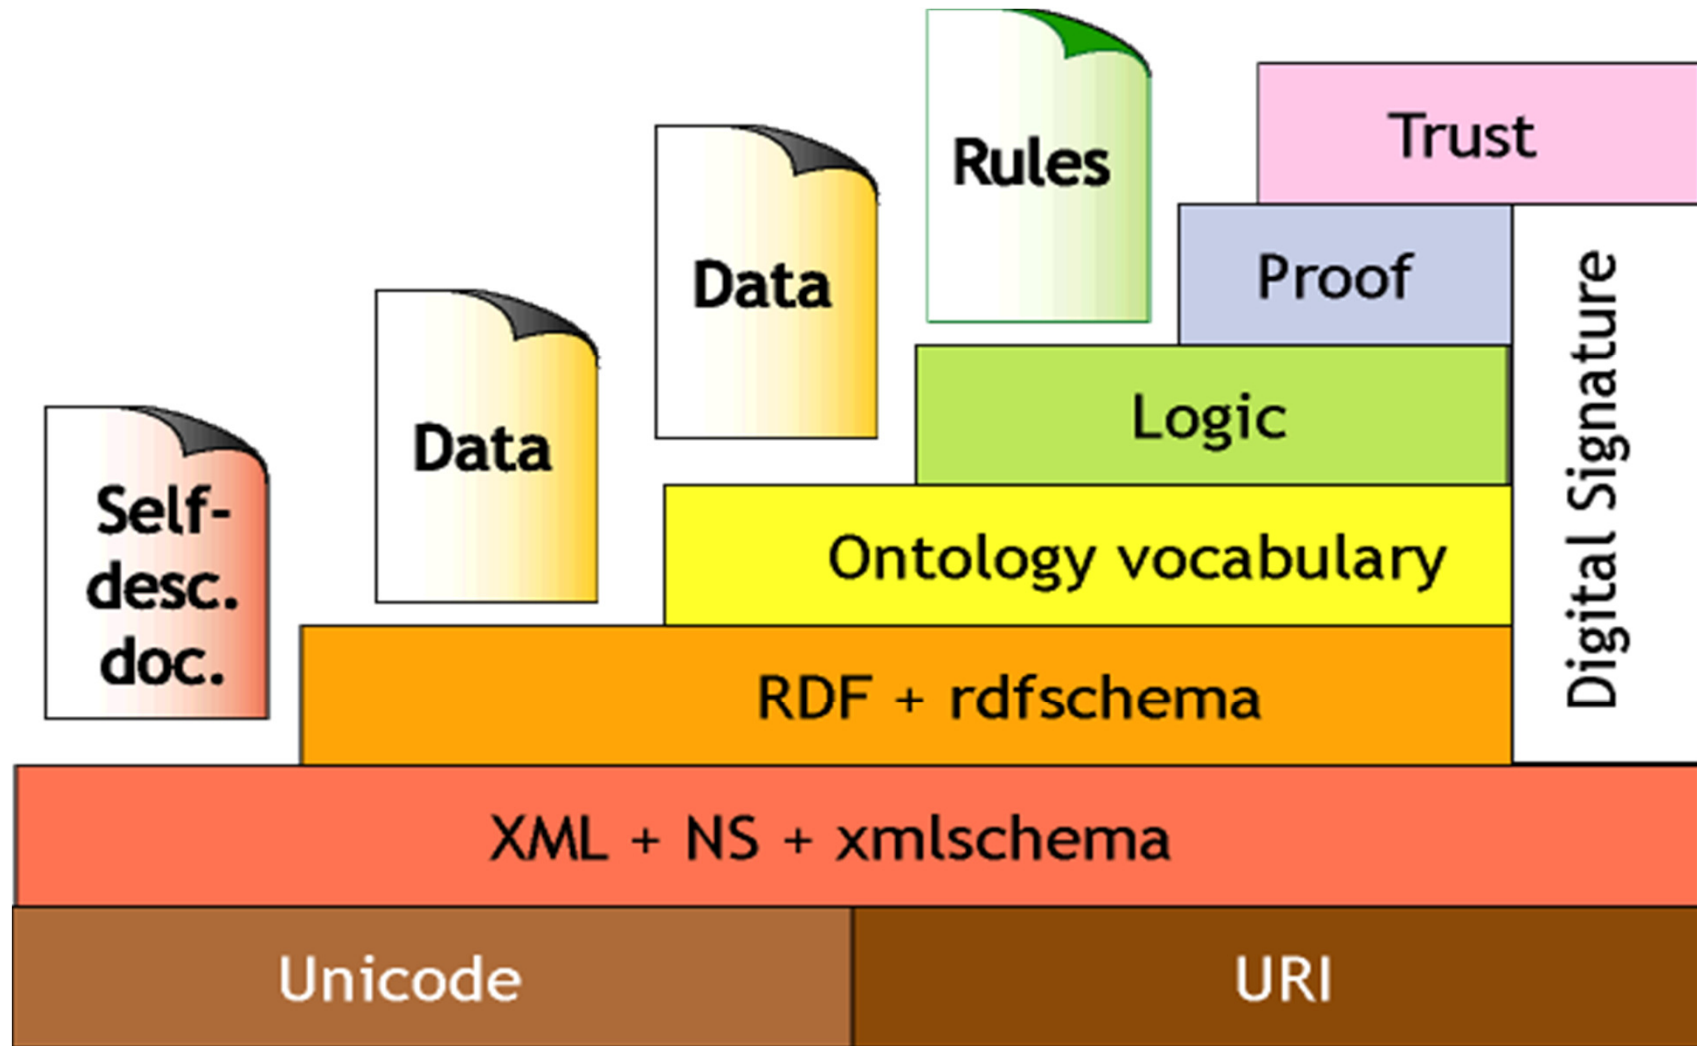 Rules
Trust
Data
Proof
Data
Logic
Self-
desc.
doc.
Ontology vocabulary
Digital Signature
RDF + rdfschema
XML + NS + xmlschema
Unicode
URI